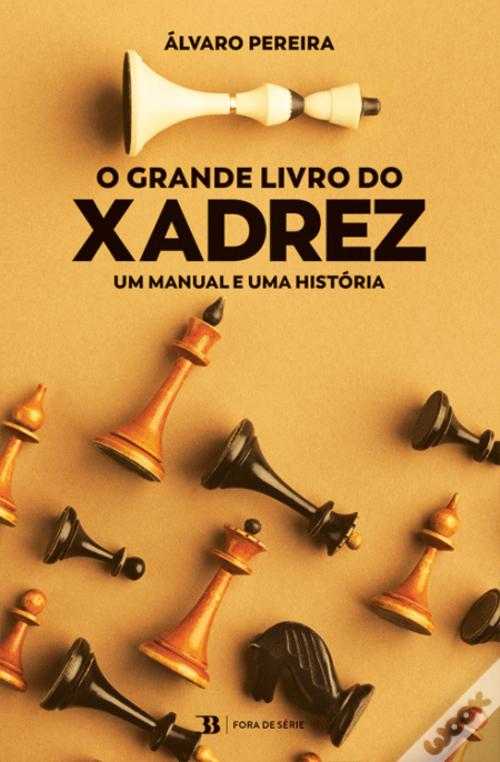 ÁLVARO PEREIRA
O GRANDE LIVRO DO
XADREZ
UM MANUAL E UMA HISTÓRIA
B | FORA DE SÉRIE
wook